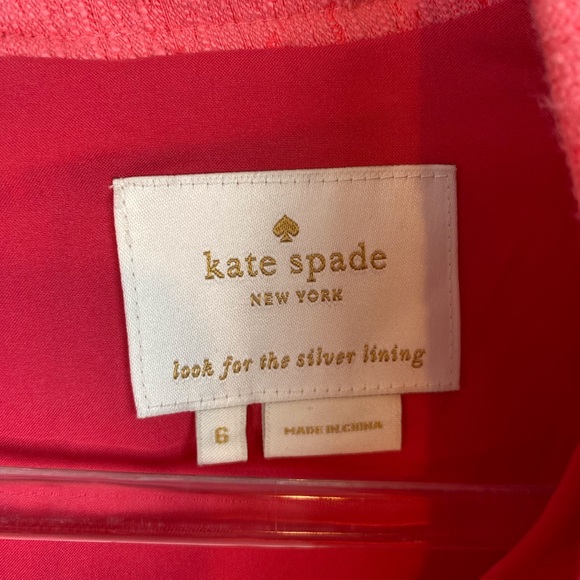 kate spade
NEW YORK
look for the silver lining
6
MADE IN CHINA